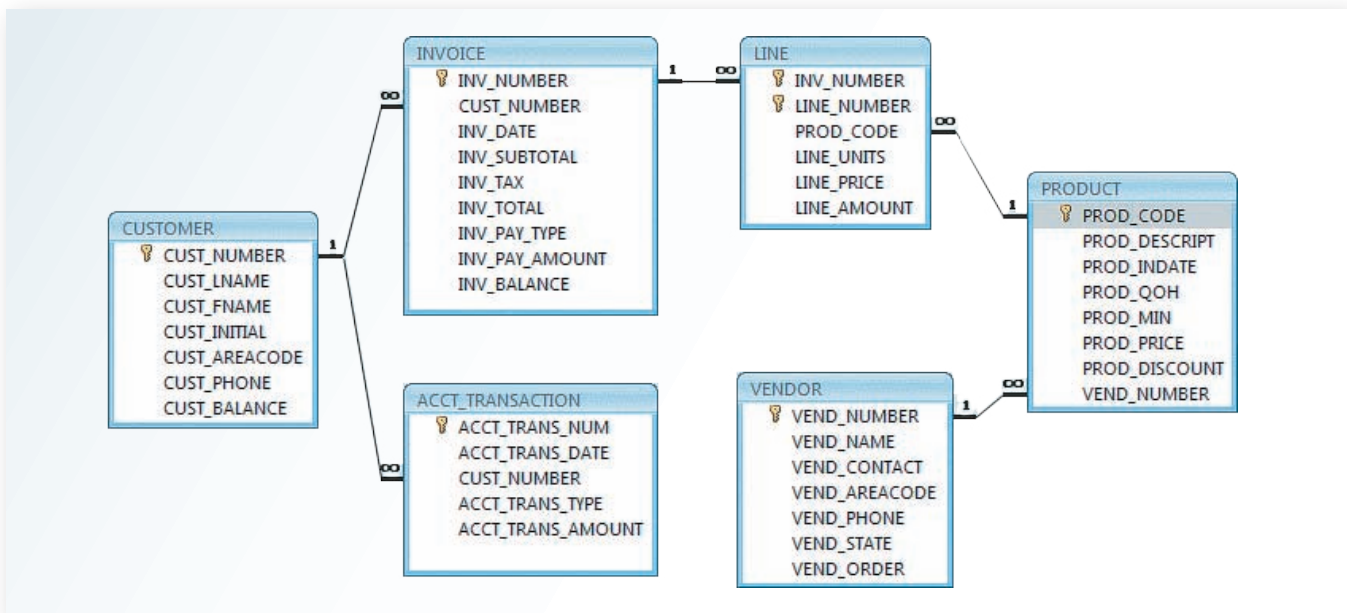 INVOICE
INV_NUMBER
CUST_NUMBER
INV_DATE
INV_SUBTOTAL
INV_TAX
INV_TOTAL
INV_PAY_TYPE
INV_PAY_AMOUNT
INV_BALANCE
1
∞
LINE
INV_NUMBER
LINE_NUMBER
PROD_CODE
LINE_UNITS
LINE_PRICE
LINE_AMOUNT
∞
1
PRODUCT
PROD_CODE
PROD_DESCRIPT
PROD_INDATE
PROD_QOH
PROD_MIN
PROD_PRICE
PROD_DISCOUNT
VEND_NUMBER
CUSTOMER
CUST_NUMBER
CUST_LNAME
CUST_FNAME
CUST_INITIAL
CUST_AREACODE
CUST_PHONE
CUST_BALANCE
1
∞
∞
ACCT_TRANSACTION
ACCT_TRANS_NUM
ACCT_TRANS_DATE
CUST_NUMBER
ACCT_TRANS_TYPE
ACCT_TRANS_AMOUNT
VENDOR
VEND_NUMBER
VEND_NAME
VEND_CONTACT
VEND_AREACODE
VEND_PHONE
VEND_STATE
VEND_ORDER
1
∞